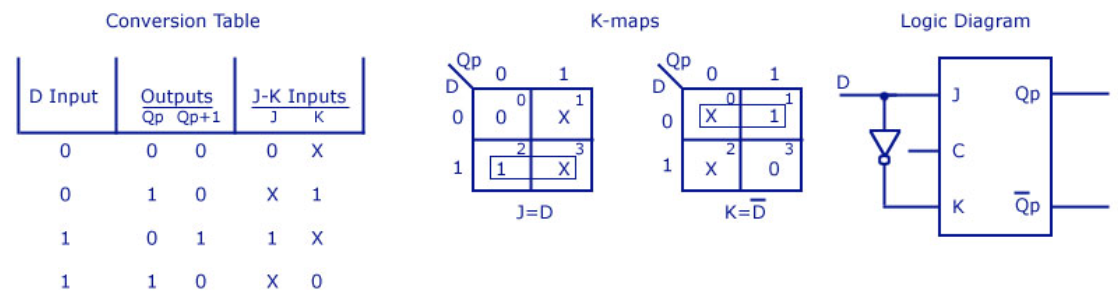 Conversion Table
D Input Outputs J-K Inputs
Qp Qp+1 J K
0 0 0 0 X
0 1 0 X 1
1 0 1 1 X
1 1 0 X 0
K-maps
Qp
D
0 1
0 1
0 0 X
2 3
1 1 X
J=D
Qp
D
0 1
0 1
0 X 1
2 3
1 X 0
K=D̅
Logic Diagram
D J Qp
C
K Q̅p